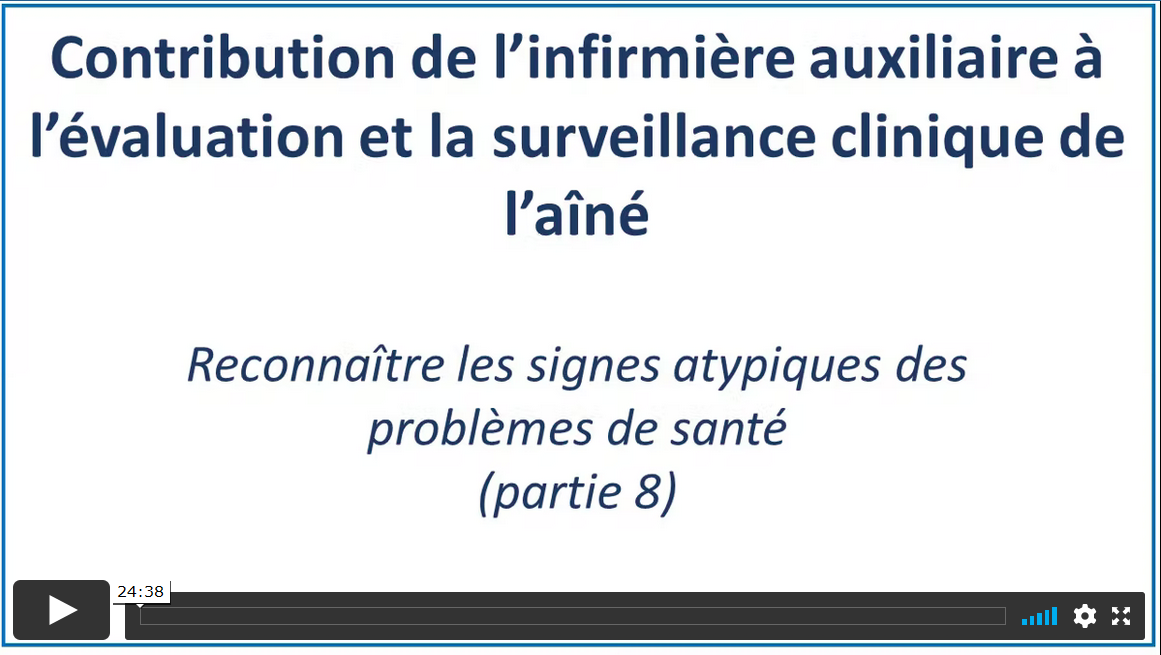 Contribution de l’infirmière auxiliaire à
l’évaluation et la surveillance clinique de
l’aîné
Reconnaître les signes atypiques des
problèmes de santé
(partie 8)
24:38